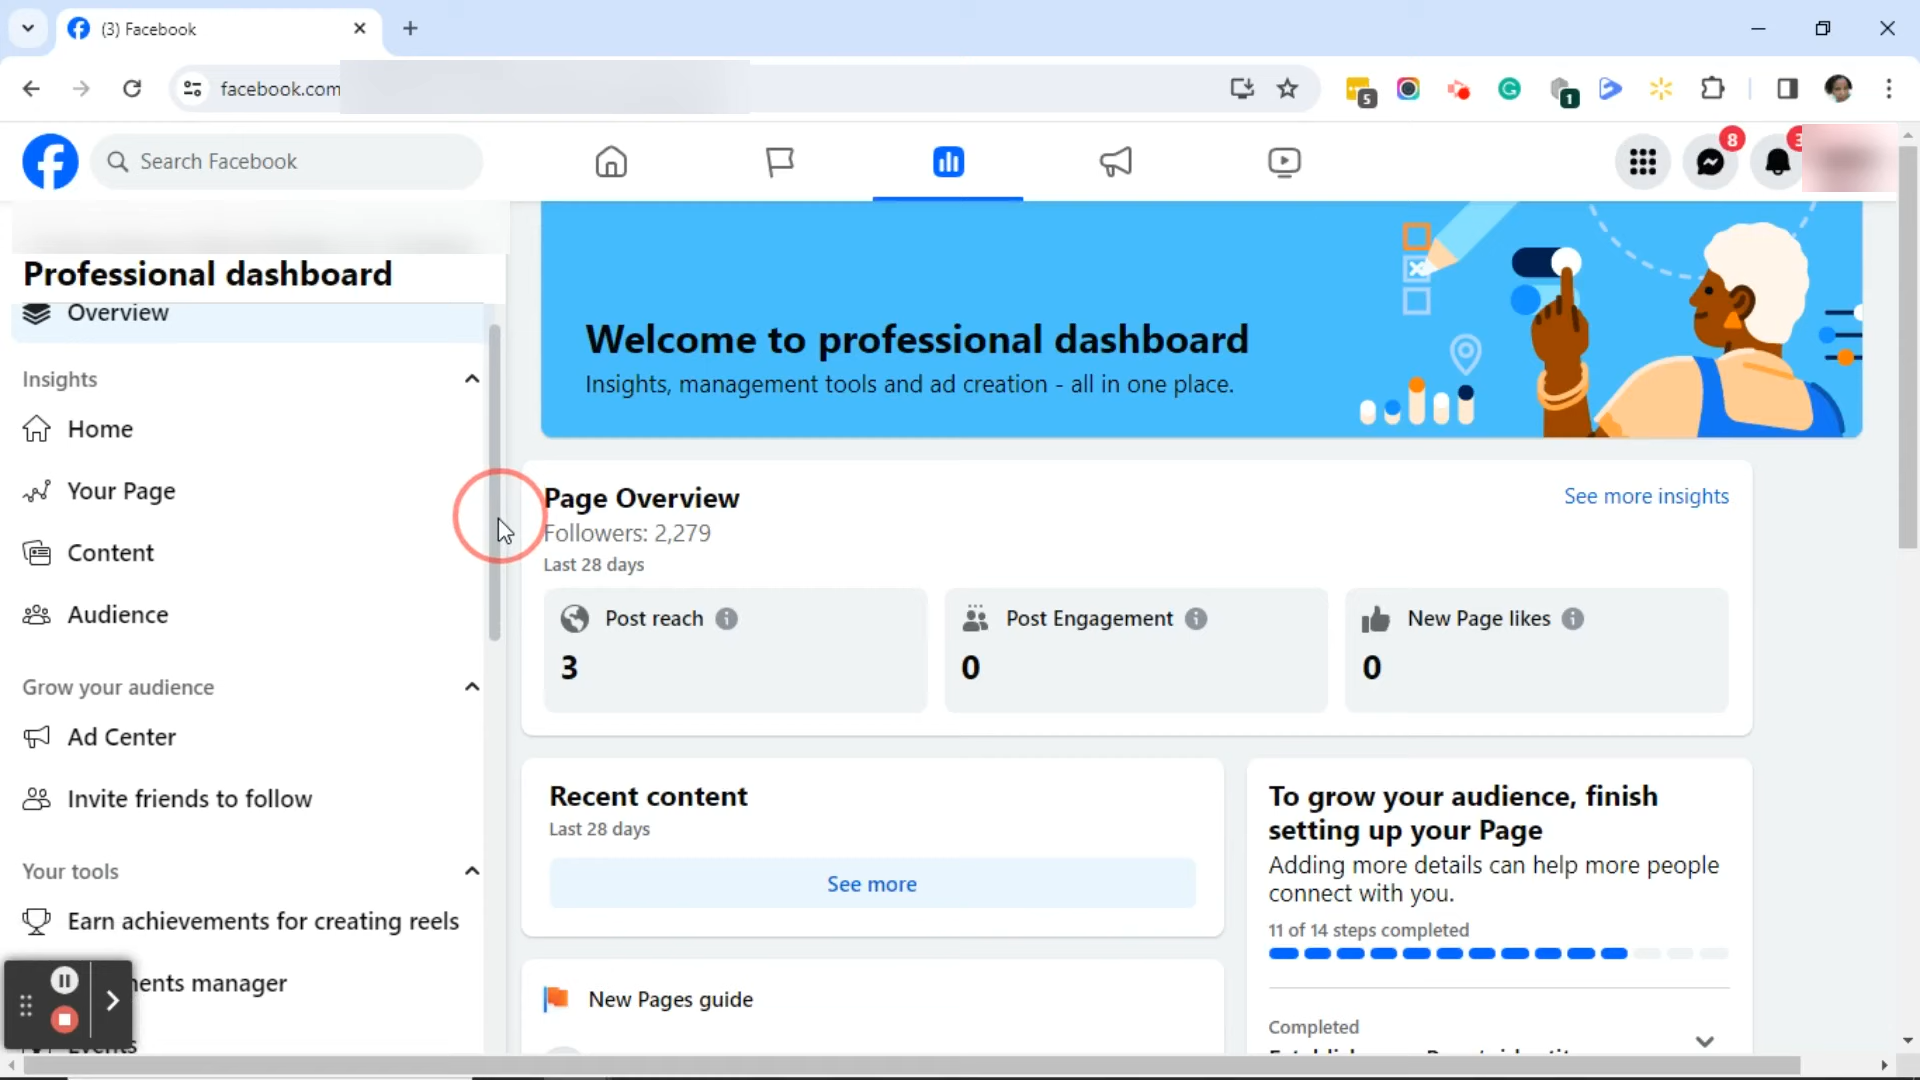 (3) Facebook
facebook.com
5
1
Search Facebook
8
3
Professional dashboard
Overview
Insights
Home
Your Page
Content
Audience
Grow your audience
Ad Center
Invite friends to follow
Your tools
Earn achievements for creating reels
ents manager
Events
Welcome to professional dashboard
Insights, management tools and ad creation - all in one place.
Page Overview
See more insights
Followers: 2,279
Last 28 days
Post reach
3
Post Engagement
0
New Page likes
0
Recent content
Last 28 days
See more
New Pages guide
To grow your audience, finish
setting up your Page
Adding more details can help more people
connect with you.
11 of 14 steps completed
Completed